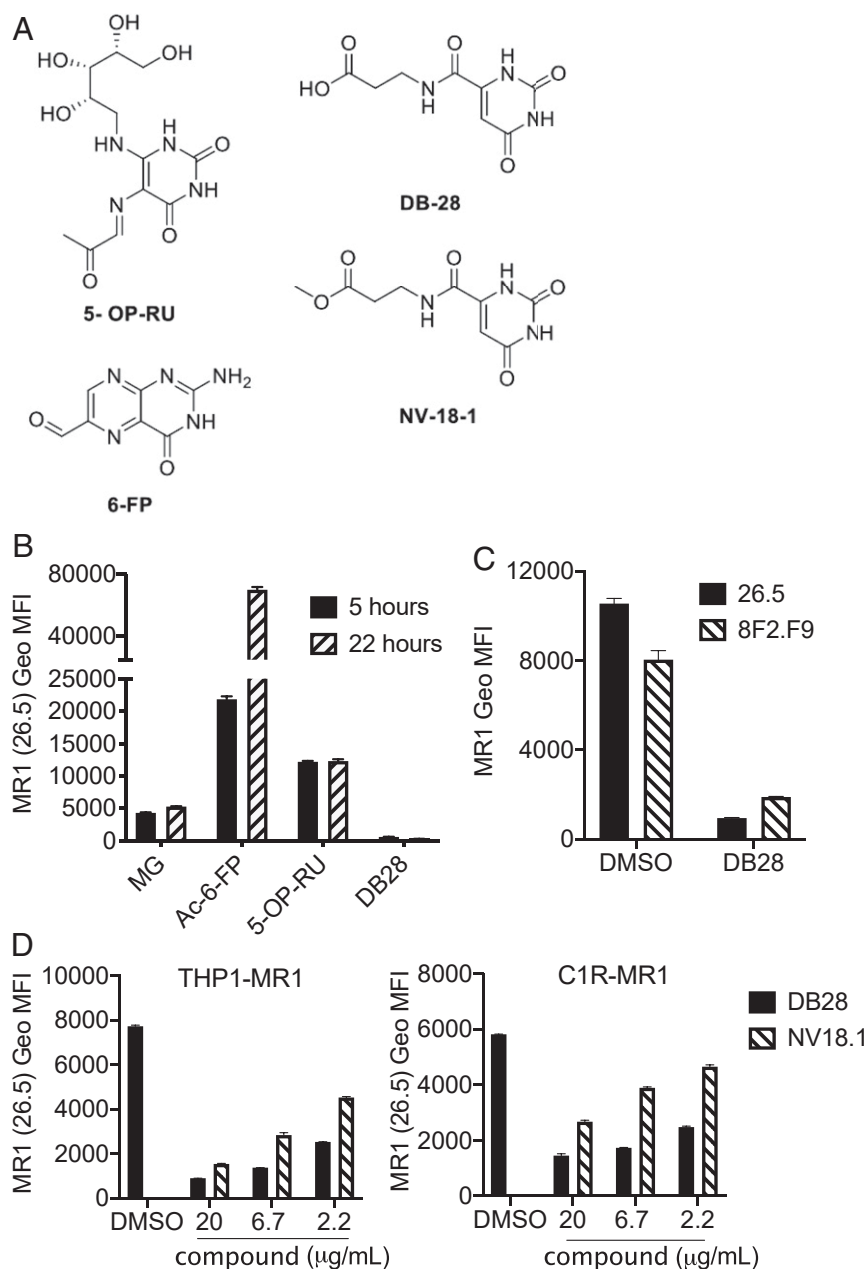 A
OH
HO
OH
HO
HN
H
N
O
NH
N
O
O
5- OP-RU
O
O
H
N
O
HO
N
H
NH
O
DB-28
O
O
H
N
O
O
N
H
NH
O
NV-18-1
N
N
NH2
O
N
NH
O
6-FP
B
MR1 (26.5) Geo MFI
80000
40000
25000
20000
15000
10000
5000
0
5 hours
22 hours
MG
Ac-6-FP
5-OP-RU
DB28
C
MR1 Geo MFI
12000
8000
4000
0
26.5
8F2.F9
DMSO
DB28
D
THP1-MR1
MR1 (26.5) Geo MFI
10000
8000
6000
4000
2000
0
DMSO
20
6.7
2.2
compound (μg/mL)
C1R-MR1
MR1 (26.5) Geo MFI
8000
6000
4000
2000
0
DMSO
20
6.7
2.2
compound (μg/mL)
DB28
NV18.1